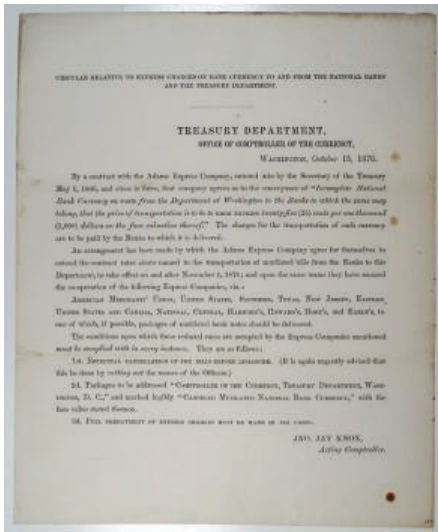 CIRCULAR RELATIVE TO EXPRESS CHARGES ON BANK CURRENCY TO AND FROM THE NATIONAL BANKS
AND THE TREASURY DEPARTMENT.
TREASURY DEPARTMENT,
OFFICE OF COMPTROLLER OF THE CURRENCY,
WASHINGTON, October 19, 1870.
By a contract with the Adams Express Company, entered into by the Secretary of the Treasury
May 1, 1866, and since in force, that company agrees as to the conveyance of "Incomplete National
Bank Currency en route from the Department of Washington to the Banks to which the same may
belong, that the price of transportation is to be twenty-five (25) cents per one thousand
(1,000) dollars on the face valuation thereof." The charges for the transportation of such currency
are to be paid by the Banks to which it is delivered.
An arrangement has been made by which the Adams Express Company agree for themselves to
extend the contract rates above named to the transportation of mutilated bills from the Banks to this
Department, to take effect on and after November 1, 1870; and upon the same terms they have secured
the co-operation of the following Express Companies, viz.:
AMERICAN MERCHANTS' UNION, UNITED STATES, SOUTHERN, TEXAS, NEW JERSEY, EASTERN,
UNITED STATES AND CANADA, NATIONAL, CENTRAL, HARNDEN'S, HOWARD'S, and
one of which, if possible, packages of mutilated bank notes should be delivered.
The conditions upon which these reduced rates are accepted by the Express Companies mentioned
must be complied with in every instance. They are as follows:
1st. EFFECTUAL CANCELLATION OF THE BILLS BEFORE (It is again urgently advised that
this be done by cutting out the names of the Officers.)
2d. Packages to be addressed "COMPTROLLER OF THE CURRENCY, TREASURY DEPARTMENT, WASHINGTON,
D. C.," and marked legibly "CANCELED MUTILATED NATIONAL BANK CURRENCY," with the
face value stated thereon.
3d. FULL PREPAYMENT OF EXPRESS CHARGES MUST BE MADE IN
JNO. JAY KNOX,
Acting Comptroller.